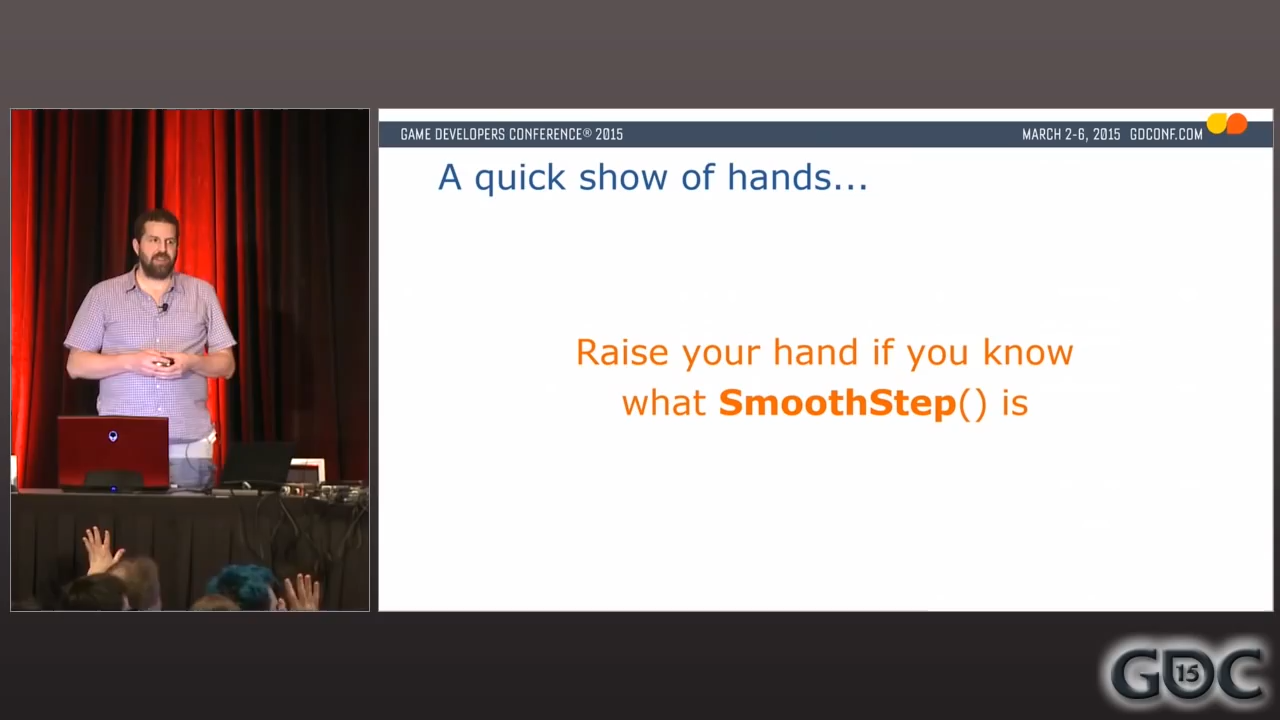 GAME DEVELOPERS CONFERENCE® 2015
MARCH 2-6, 2015 GDCONF.COM
A quick show of hands...
Raise your hand if you know
what SmoothStep() is
GDC
15